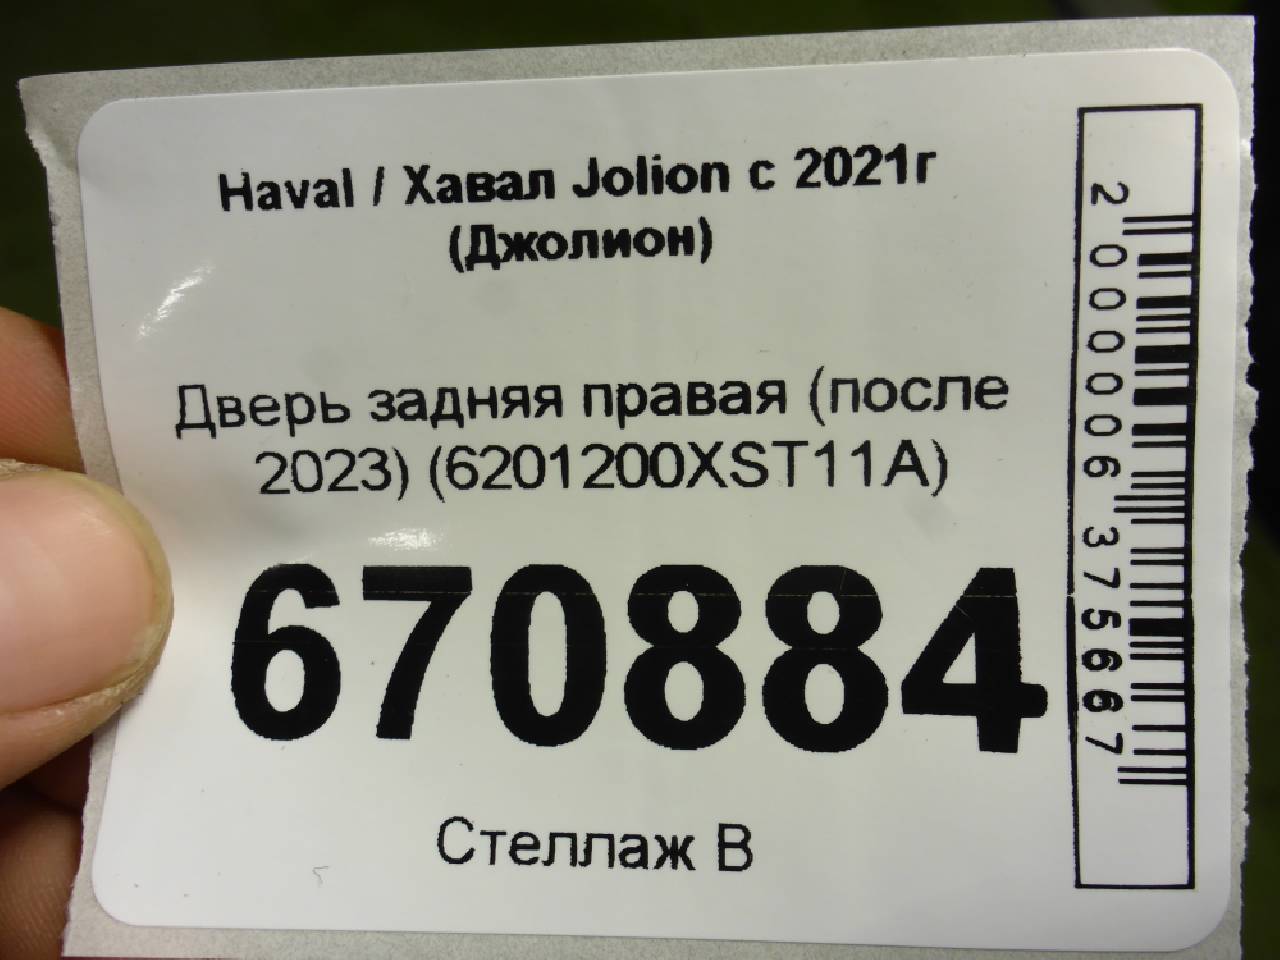 Haval / Хавал Jolion с 2021г
(Джолион)
Дверь задняя правая (после
2023) (6201200XST11A)
670884
Стеллаж В
2000006375667